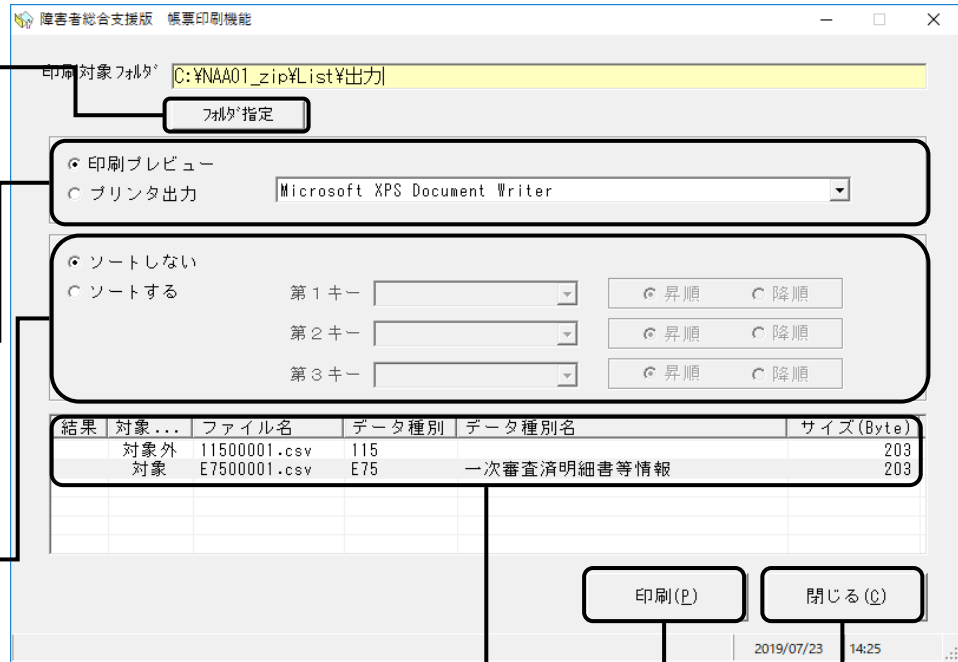 障害者総合支援版 帳票印刷機能
印刷対象ﾌｫﾙﾀﾞ C:¥NAA01_zip¥List¥出力
ﾌｫﾙﾀﾞ指定
印刷プレビュー
プリンタ出力 Microsoft XPS Document Writer
ソートしない
ソートする 第１キー 昇順 降順
第２キー 昇順 降順
第３キー 昇順 降順
結果 対象... ファイル名 データ種別 データ種別名 サイズ(Byte)
対象外 11500001.csv 115 203
対象 E7500001.csv E75 一次審査済明細書等情報 203
印刷(P) 閉じる(C)
2019/07/23 14:25